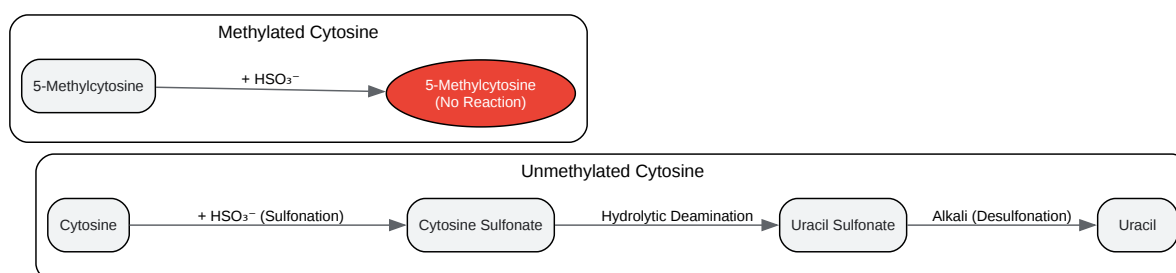 Methylated Cytosine
5-Methylcytosine
+ HSO₃⁻
5-Methylcytosine
(No Reaction)
Unmethylated Cytosine
Cytosine
+ HSO₃⁻ (Sulfonation)
Cytosine Sulfonate
Hydrolytic Deamination
Uracil Sulfonate
Alkali (Desulfonation)
Uracil